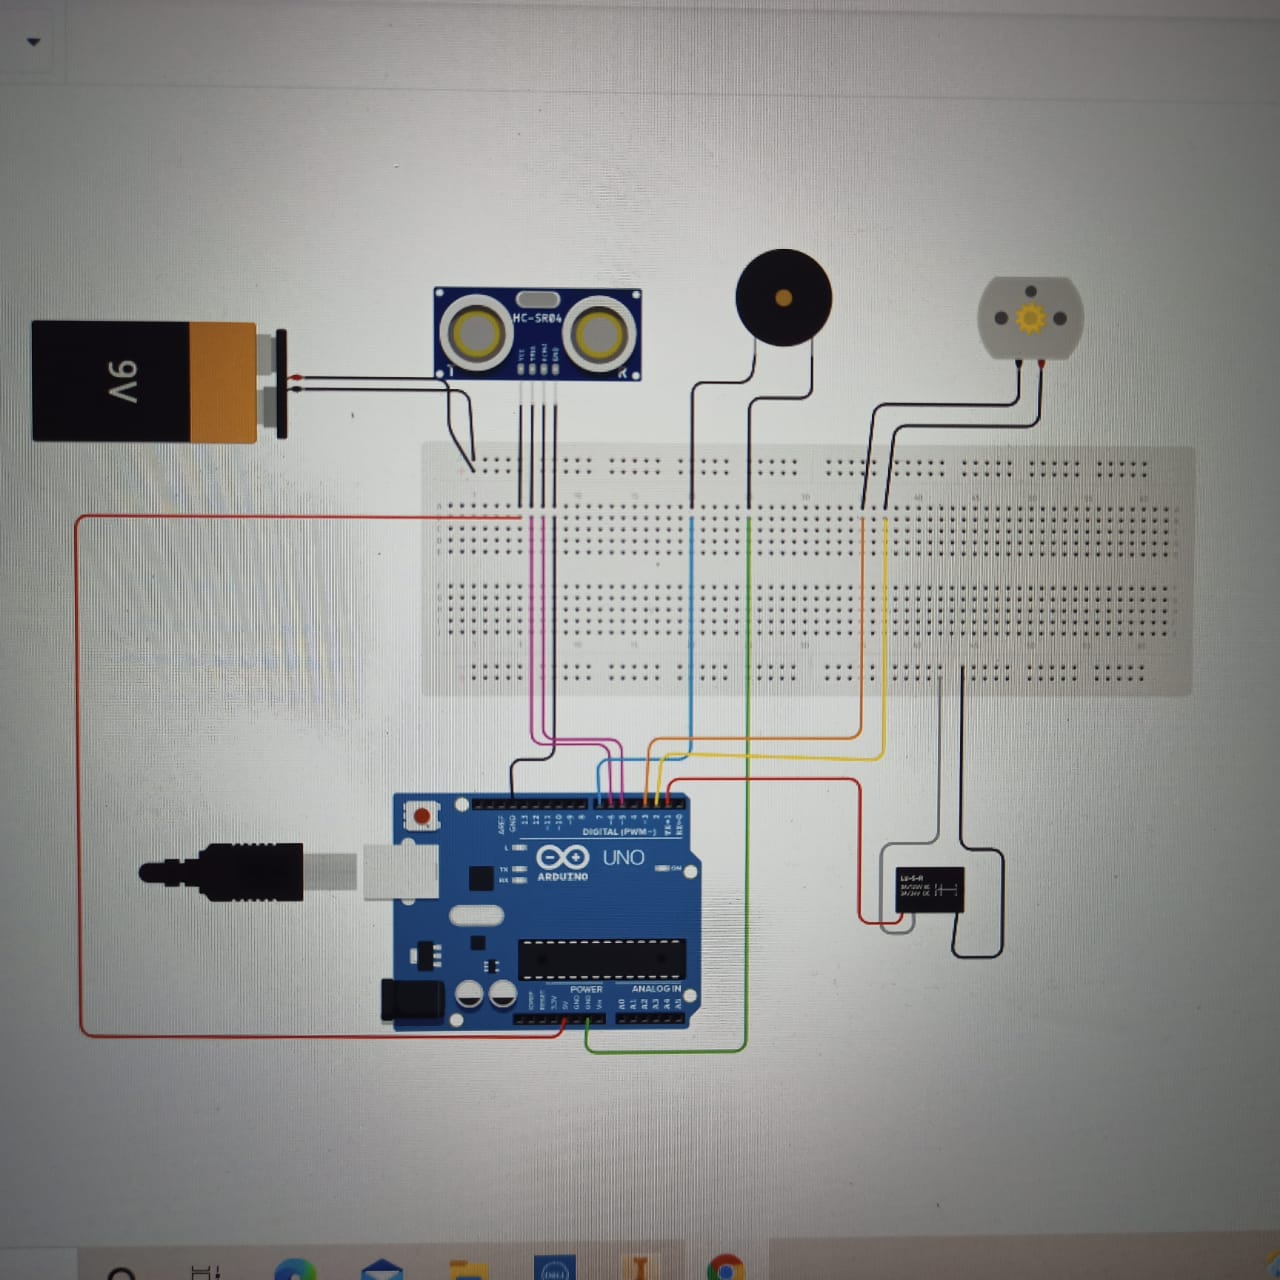 9V
HC-SR04
VCC
TRIG
ECHO
GND
T
R
AREF
GND
13
12
~11
~10
~9
8
7
~6
~5
4
~3
2
TX→1
RX←0
DIGITAL (PWM~)
L
TX
RX
UNO
ON
ARDUINO
LU-5-R
POWER
ANALOG IN
IOREF
RESET
3.3V
5V
GND
GND
Vin
A0
A1
A2
A3
A4
A5